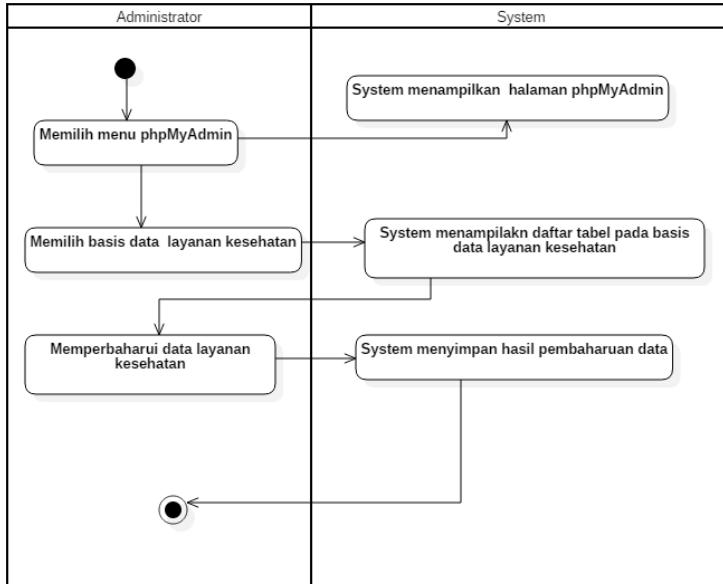 Administrator
System
System menampilkan  halaman phpMyAdmin
Memilih menu phpMyAdmin
Memilih basis data  layanan kesehatan
System menampilakn daftar tabel pada basis
data layanan kesehatan
Memperbaharui data layanan
kesehatan
System menyimpan hasil pembaharuan data